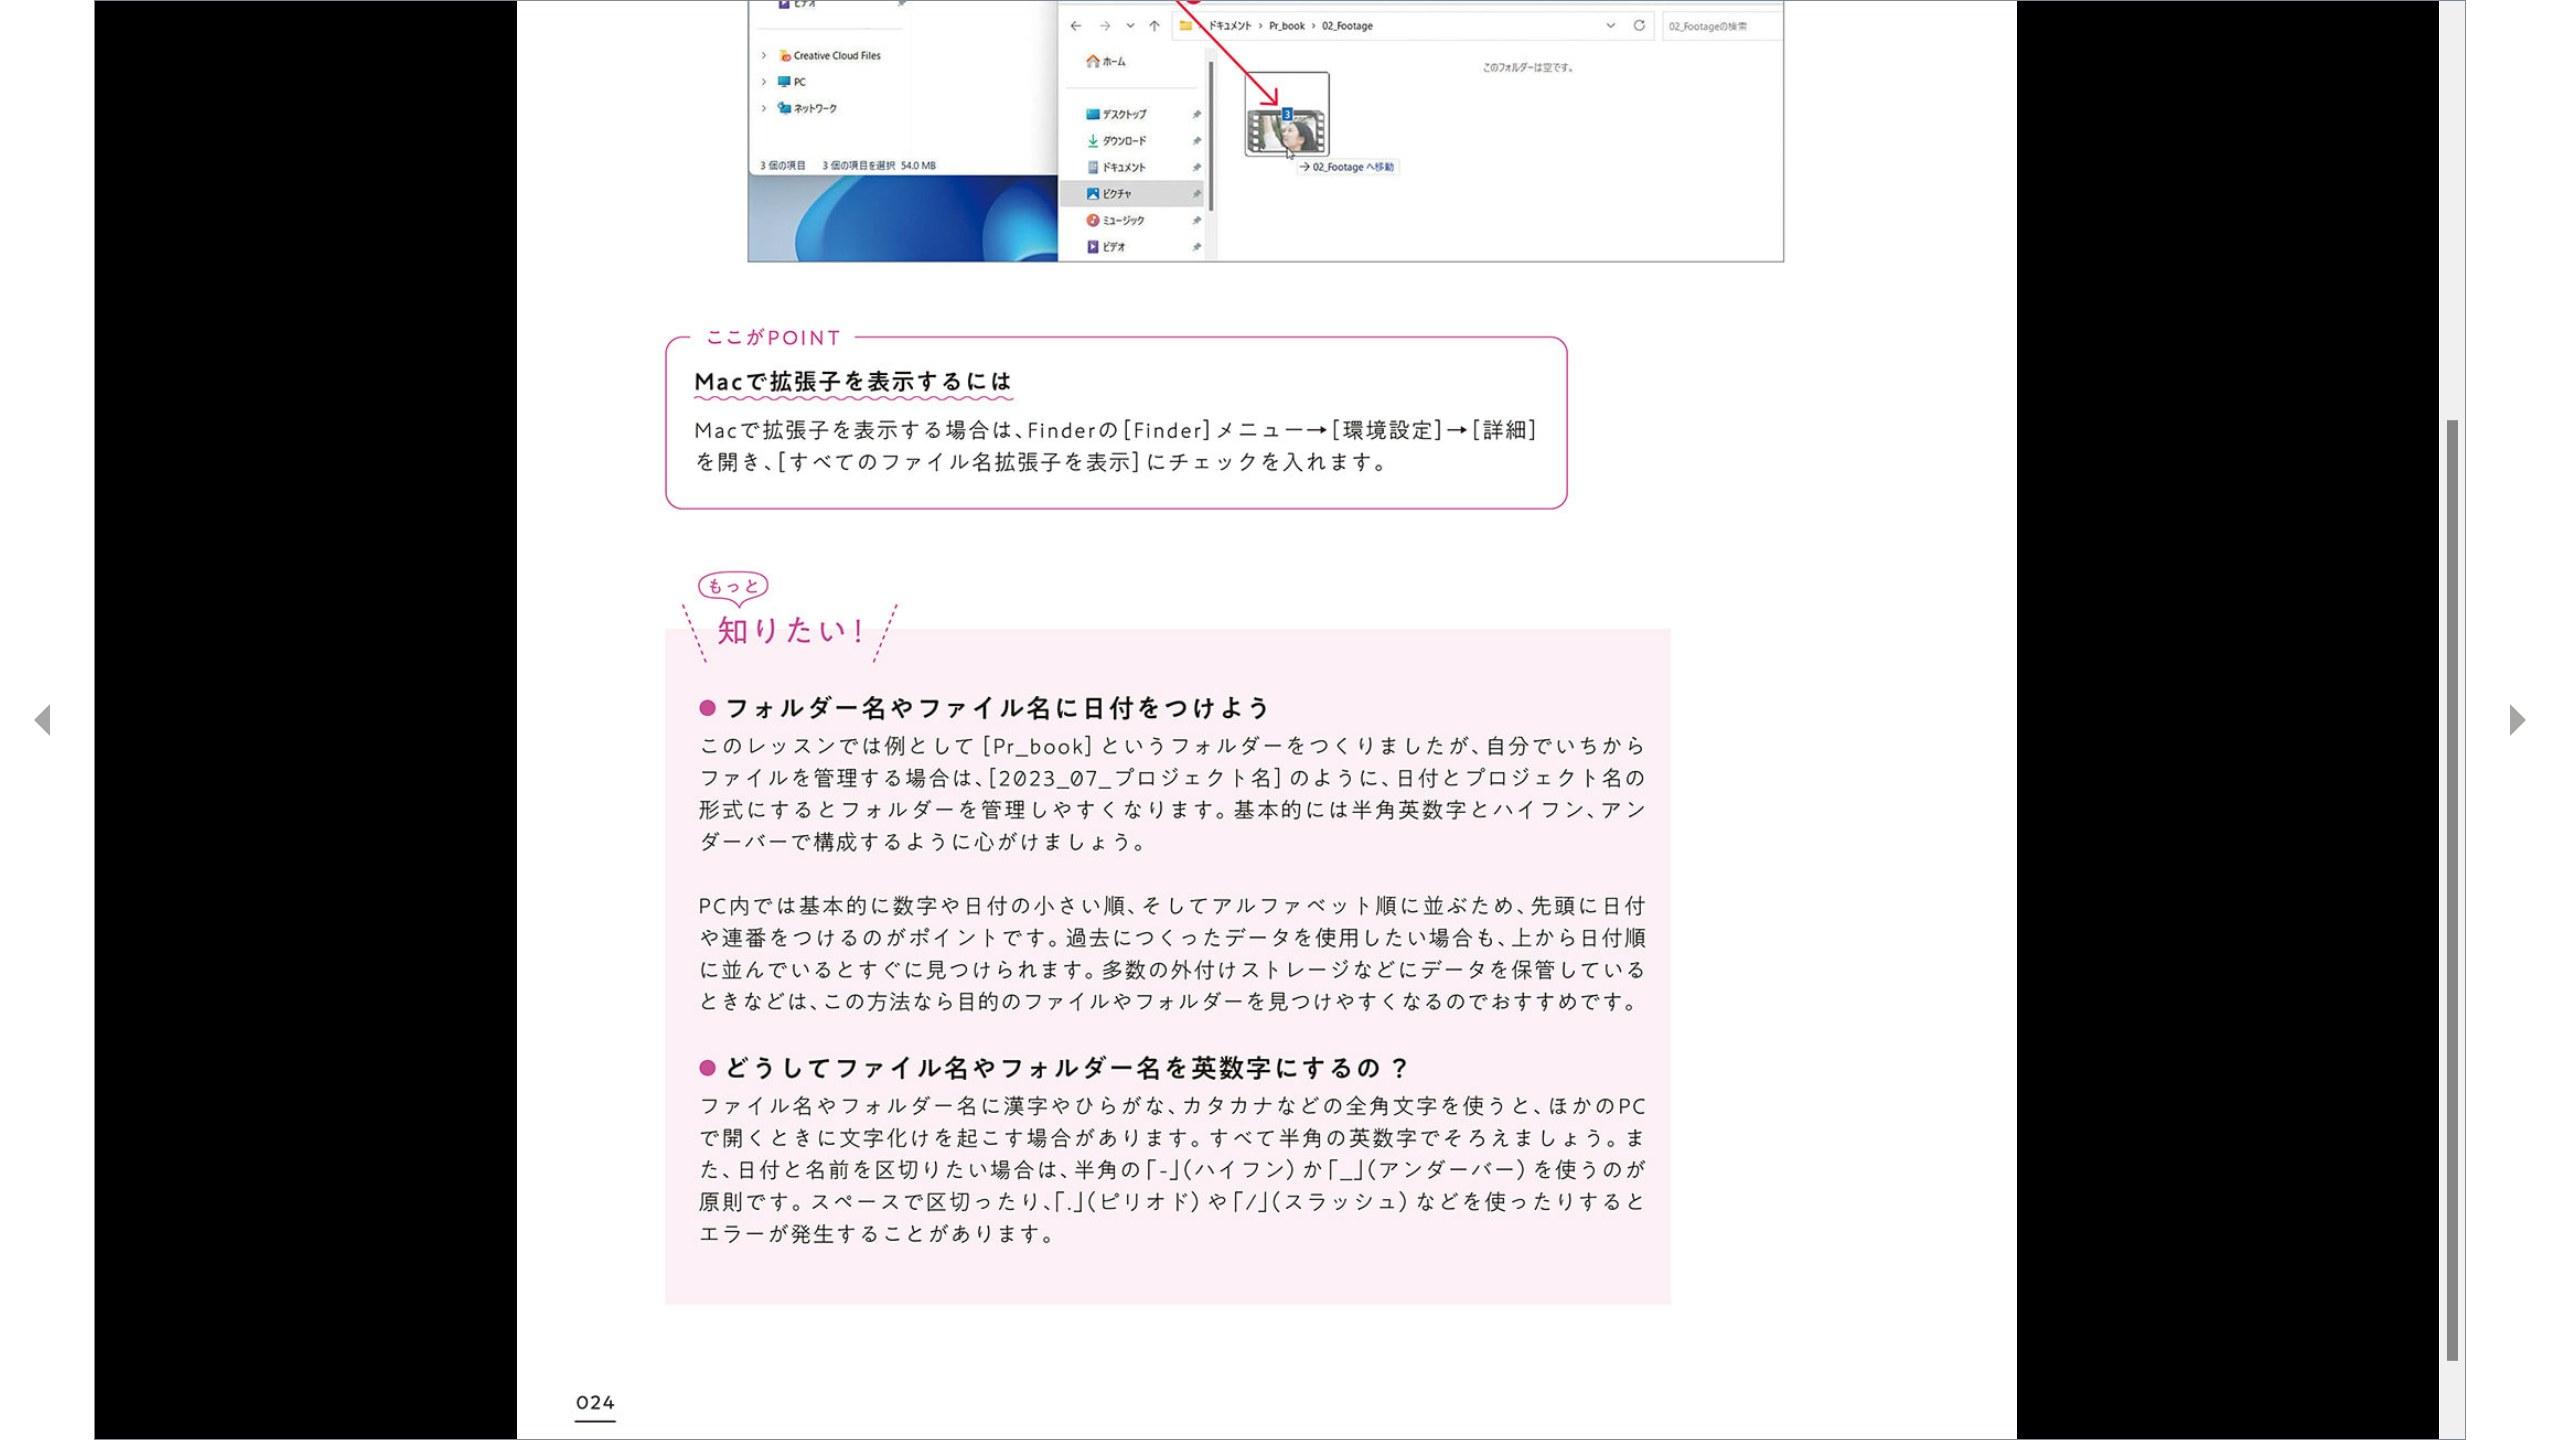 ビデオ
Creative Cloud Files
PC
ネットワーク
3 個の項目 3 個の項目を選択 54.0 MB
ドキュメント › Pr_book › 02_Footage
02_Footageの検索
ホーム
このフォルダーは空です。
デスクトップ
ダウンロード
ドキュメント
ピクチャ
ミュージック
ビデオ
3
→ 02_Footage へ移動
ここがPOINT
Macで拡張子を表示するには
Macで拡張子を表示する場合は、Finderの[Finder]メニュー→[環境設定]→[詳細]
を開き、[すべてのファイル名拡張子を表示]にチェックを入れます。
もっと
知りたい!
●フォルダー名やファイル名に日付をつけよう
このレッスンでは例として[Pr_book]というフォルダーをつくりましたが、自分でいちから
ファイルを管理する場合は、[2023_07_プロジェクト名]のように、日付とプロジェクト名の
形式にするとフォルダーを管理しやすくなります。基本的には半角英数字とハイフン、アン
ダーバーで構成するように心がけましょう。
PC内では基本的に数字や日付の小さい順、そしてアルファベット順に並ぶため、先頭に日付
や連番をつけるのがポイントです。過去につくったデータを使用したい場合も、上から日付順
に並んでいるとすぐに見つけられます。多数の外付けストレージなどにデータを保管している
ときなどは、この方法なら目的のファイルやフォルダーを見つけやすくなるのでおすすめです。
●どうしてファイル名やフォルダー名を英数字にするの?
ファイル名やフォルダー名に漢字やひらがな、カタカナなどの全角文字を使うと、ほかのPC
で開くときに文字化けを起こす場合があります。すべて半角の英数字でそろえましょう。ま
た、日付と名前を区切りたい場合は、半角の「-」(ハイフン)か「_」(アンダーバー)を使うのが
原則です。スペースで区切ったり、「.」(ピリオド)や「/」(スラッシュ)などを使ったりすると
エラーが発生することがあります。
024